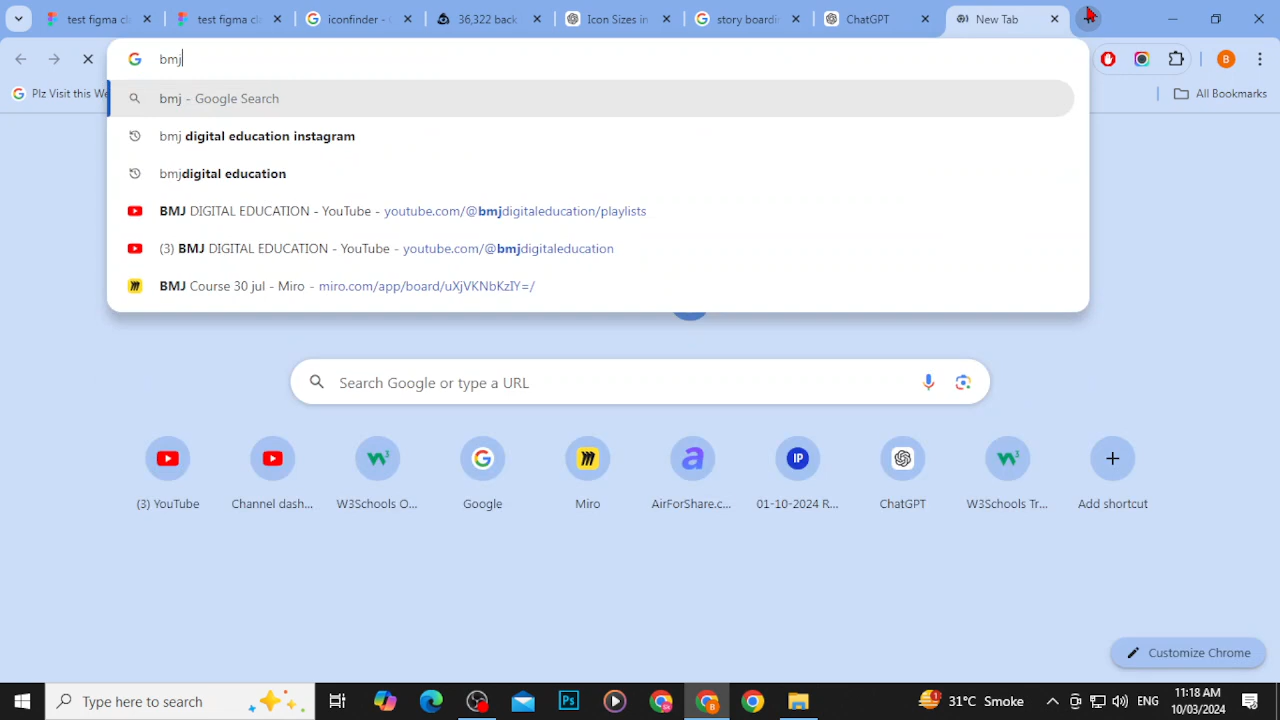 test figma cl
test figma cl
iconfinder -
36,322 back
Icon Sizes in
story boardi
ChatGPT
New Tab
bmj
B
Plz Visit this We
All Bookmarks
bmj - Google Search
bmj digital education instagram
bmjdigital education
BMJ DIGITAL EDUCATION - YouTube - youtube.com/@bmjdigitaleducation/playlists
(3) BMJ DIGITAL EDUCATION - YouTube - youtube.com/@bmjdigitaleducation
BMJ Course 30 jul - Miro - miro.com/app/board/uXjVKNbKzIY=/
Search Google or type a URL
(3) YouTube
Channel dash...
W3Schools O...
Google
Miro
AirForShare.c...
01-10-2024 R...
ChatGPT
W3Schools Tr...
Add shortcut
Customize Chrome
Type here to search
31°C Smoke
ENG
11:18 AM
10/03/2024